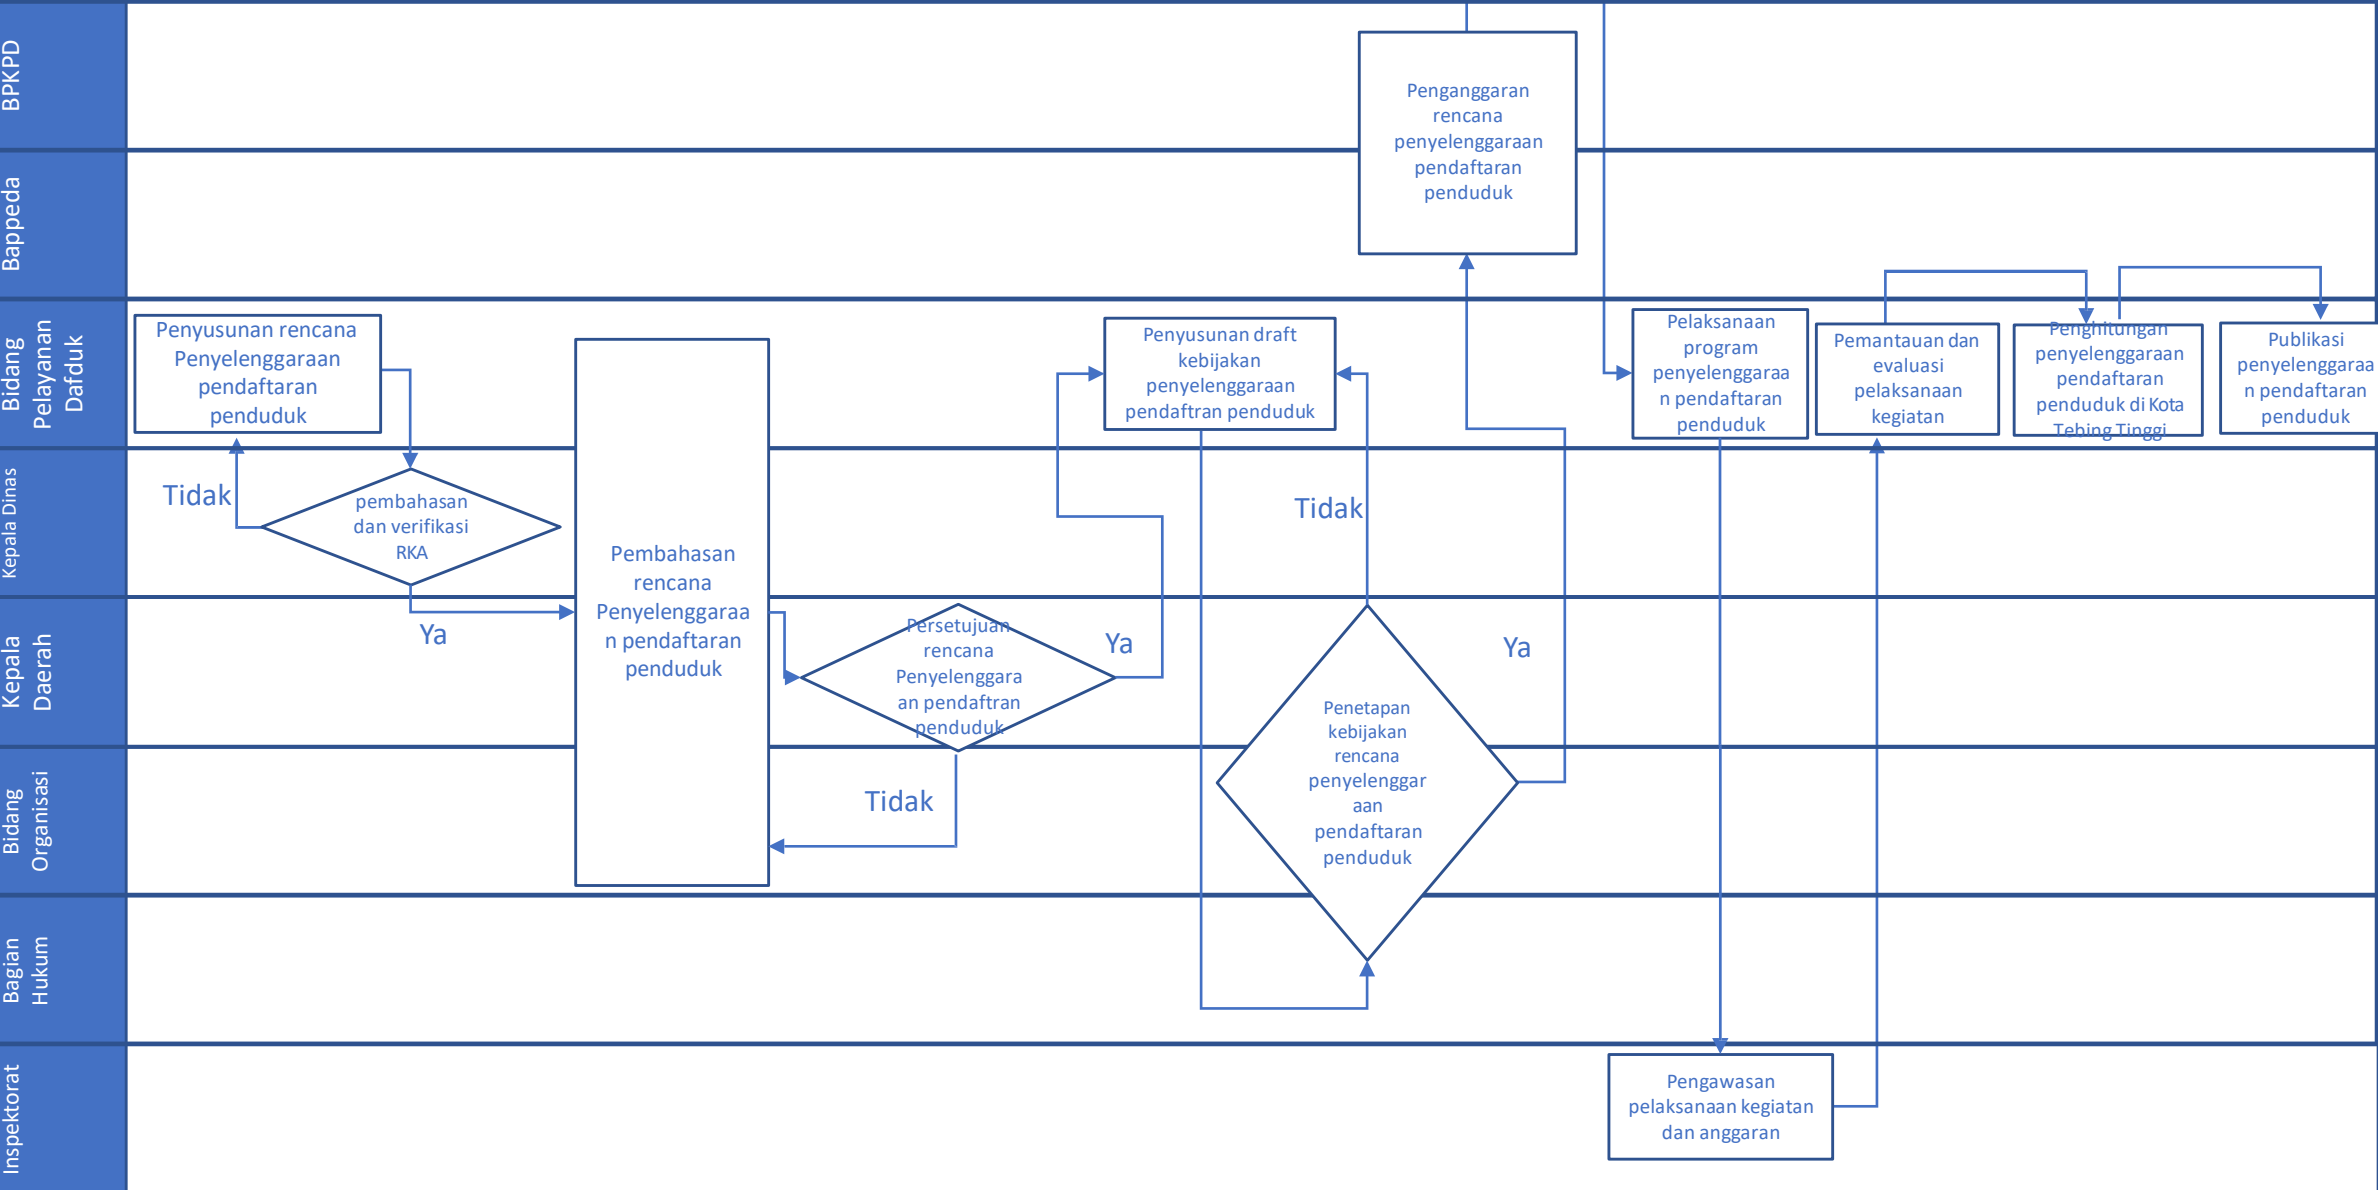 BPKPD
Bappeda
Bidang
Pelayanan
Dafduk
Kepala Dinas
Kepala
Daerah
Bidang
Organisasi
Bagian
Hukum
Inspektorat
Penyusunan rencana
Penyelenggaraan
pendaftaran
penduduk
Tidak
pembahasan
dan verifikasi
RKA
Ya
Pembahasan
rencana
Penyelenggaraa
n pendaftaran
penduduk
Persetujuan
rencana
Penyelenggara
an pendaftran
penduduk
Ya
Tidak
Penyusunan draft
kebijakan
penyelenggaraan
pendaftran penduduk
Tidak
Penetapan
kebijakan
rencana
penyelenggar
aan
pendaftaran
penduduk
Ya
Penganggaran
rencana
penyelenggaraan
pendaftaran
penduduk
Pelaksanaan
program
penyelenggaraa
n pendaftaran
penduduk
Pengawasan
pelaksanaan kegiatan
dan anggaran
Pemantauan dan
evaluasi
pelaksanaan
kegiatan
Penghitungan
penyelenggaraan
pendaftaran
penduduk di Kota
Tebing Tinggi
Publikasi
penyelenggaraa
n pendaftaran
penduduk